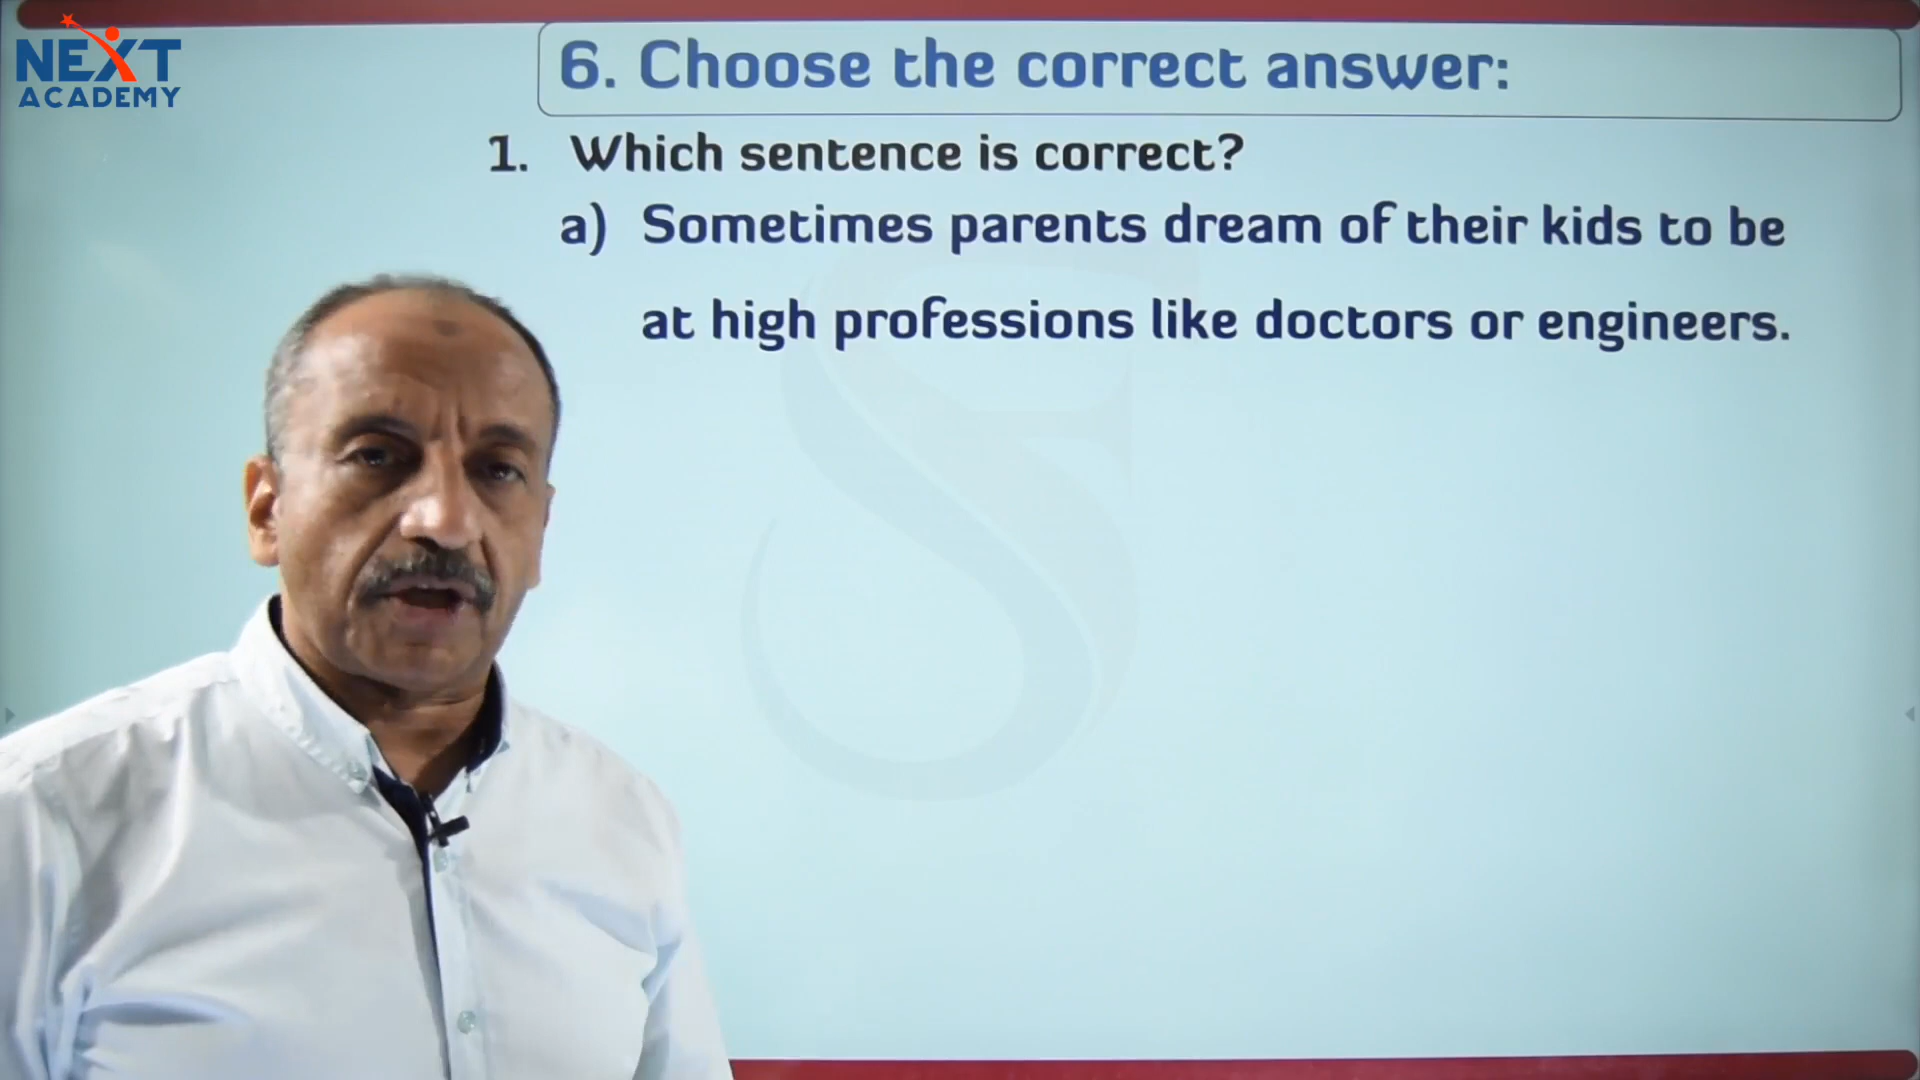 NEXT
ACADEMY
6. Choose the correct answer:
1. Which sentence is correct?
a) Sometimes parents dream of their kids to be
at high professions like doctors or engineers.